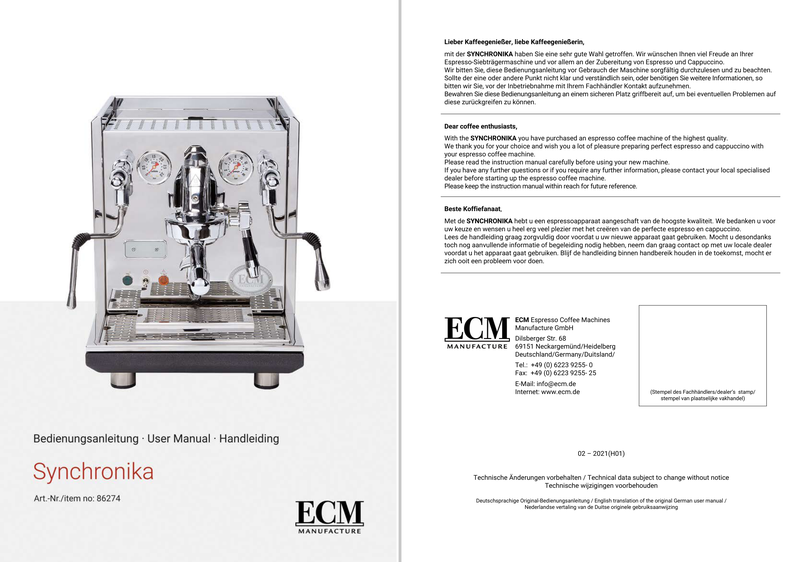 Bedienungsanleitung · User Manual · Handleiding
Synchronika
Art.-Nr./item no: 86274
ECM
MANUFACTURE
Lieber Kaffeegenießer, liebe Kaffeegenießerin,
mit der SYNCHRONIKA haben Sie eine sehr gute Wahl getroffen. Wir wünschen Ihnen viel Freude an Ihrer
Espresso-Siebträgermaschine und vor allem an der Zubereitung von Espresso und Cappuccino.
Wir bitten Sie, diese Bedienungsanleitung vor Gebrauch der Maschine sorgfältig durchzulesen und zu beachten.
Sollte der eine oder andere Punkt nicht klar und verständlich sein, oder benötigen Sie weitere Informationen, so
bitten wir Sie, vor der Inbetriebnahme mit Ihrem Fachhändler Kontakt aufzunehmen.
Bewahren Sie diese Bedienungsanleitung an einem sicheren Platz griffbereit auf, um bei eventuellen Problemen auf
diese zurückgreifen zu können.
Dear coffee enthusiasts,
With the SYNCHRONIKA you have purchased an espresso coffee machine of the highest quality.
We thank you for your choice and wish you a lot of pleasure preparing perfect espresso and cappuccino with
your espresso coffee machine.
Please read the instruction manual carefully before using your new machine.
If you have any further questions or if you require any further information, please contact your local specialised
dealer before starting up the espresso coffee machine.
Please keep the instruction manual within reach for future reference.
Beste Koffiefanaat,
Met de SYNCHRONIKA hebt u een espressoapparaat aangeschaft van de hoogste kwaliteit. We bedanken u voor
uw keuze en wensen u heel erg veel plezier met het creëren van de perfecte espresso en cappuccino.
Lees de handleiding graag zorgvuldig door voordat u uw nieuwe apparaat gaat gebruiken. Mocht u desondanks
toch nog aanvullende informatie of begeleiding nodig hebben, neem dan graag contact op met uw locale dealer
voordat u het apparaat gaat gebruiken. Blijf de handleiding binnen handbereik houden in de toekomst, mocht er
zich ooit een probleem voor doen.
ECM
MANUFACTURE
ECM Espresso Coffee Machines
Manufacture GmbH
Dilsberger Str. 68
69151 Neckargemünd/Heidelberg
Deutschland/Germany/Duitsland/
Tel.: +49 (0) 6223 9255- 0
Fax: +49 (0) 6223 9255- 25
E-Mail: info@ecm.de
Internet: www.ecm.de
(Stempel des Fachhändlers/dealer's stamp/
stempel van plaatselijke vakhandel)
02 – 2021(H01)
Technische Änderungen vorbehalten / Technical data subject to change without notice
Technische wijzigingen voorbehouden
Deutschsprachige Original-Bedienungsanleitung / English translation of the original German user manual /
Nederlandse vertaling van de Duitse originele gebruiksaanwijzing